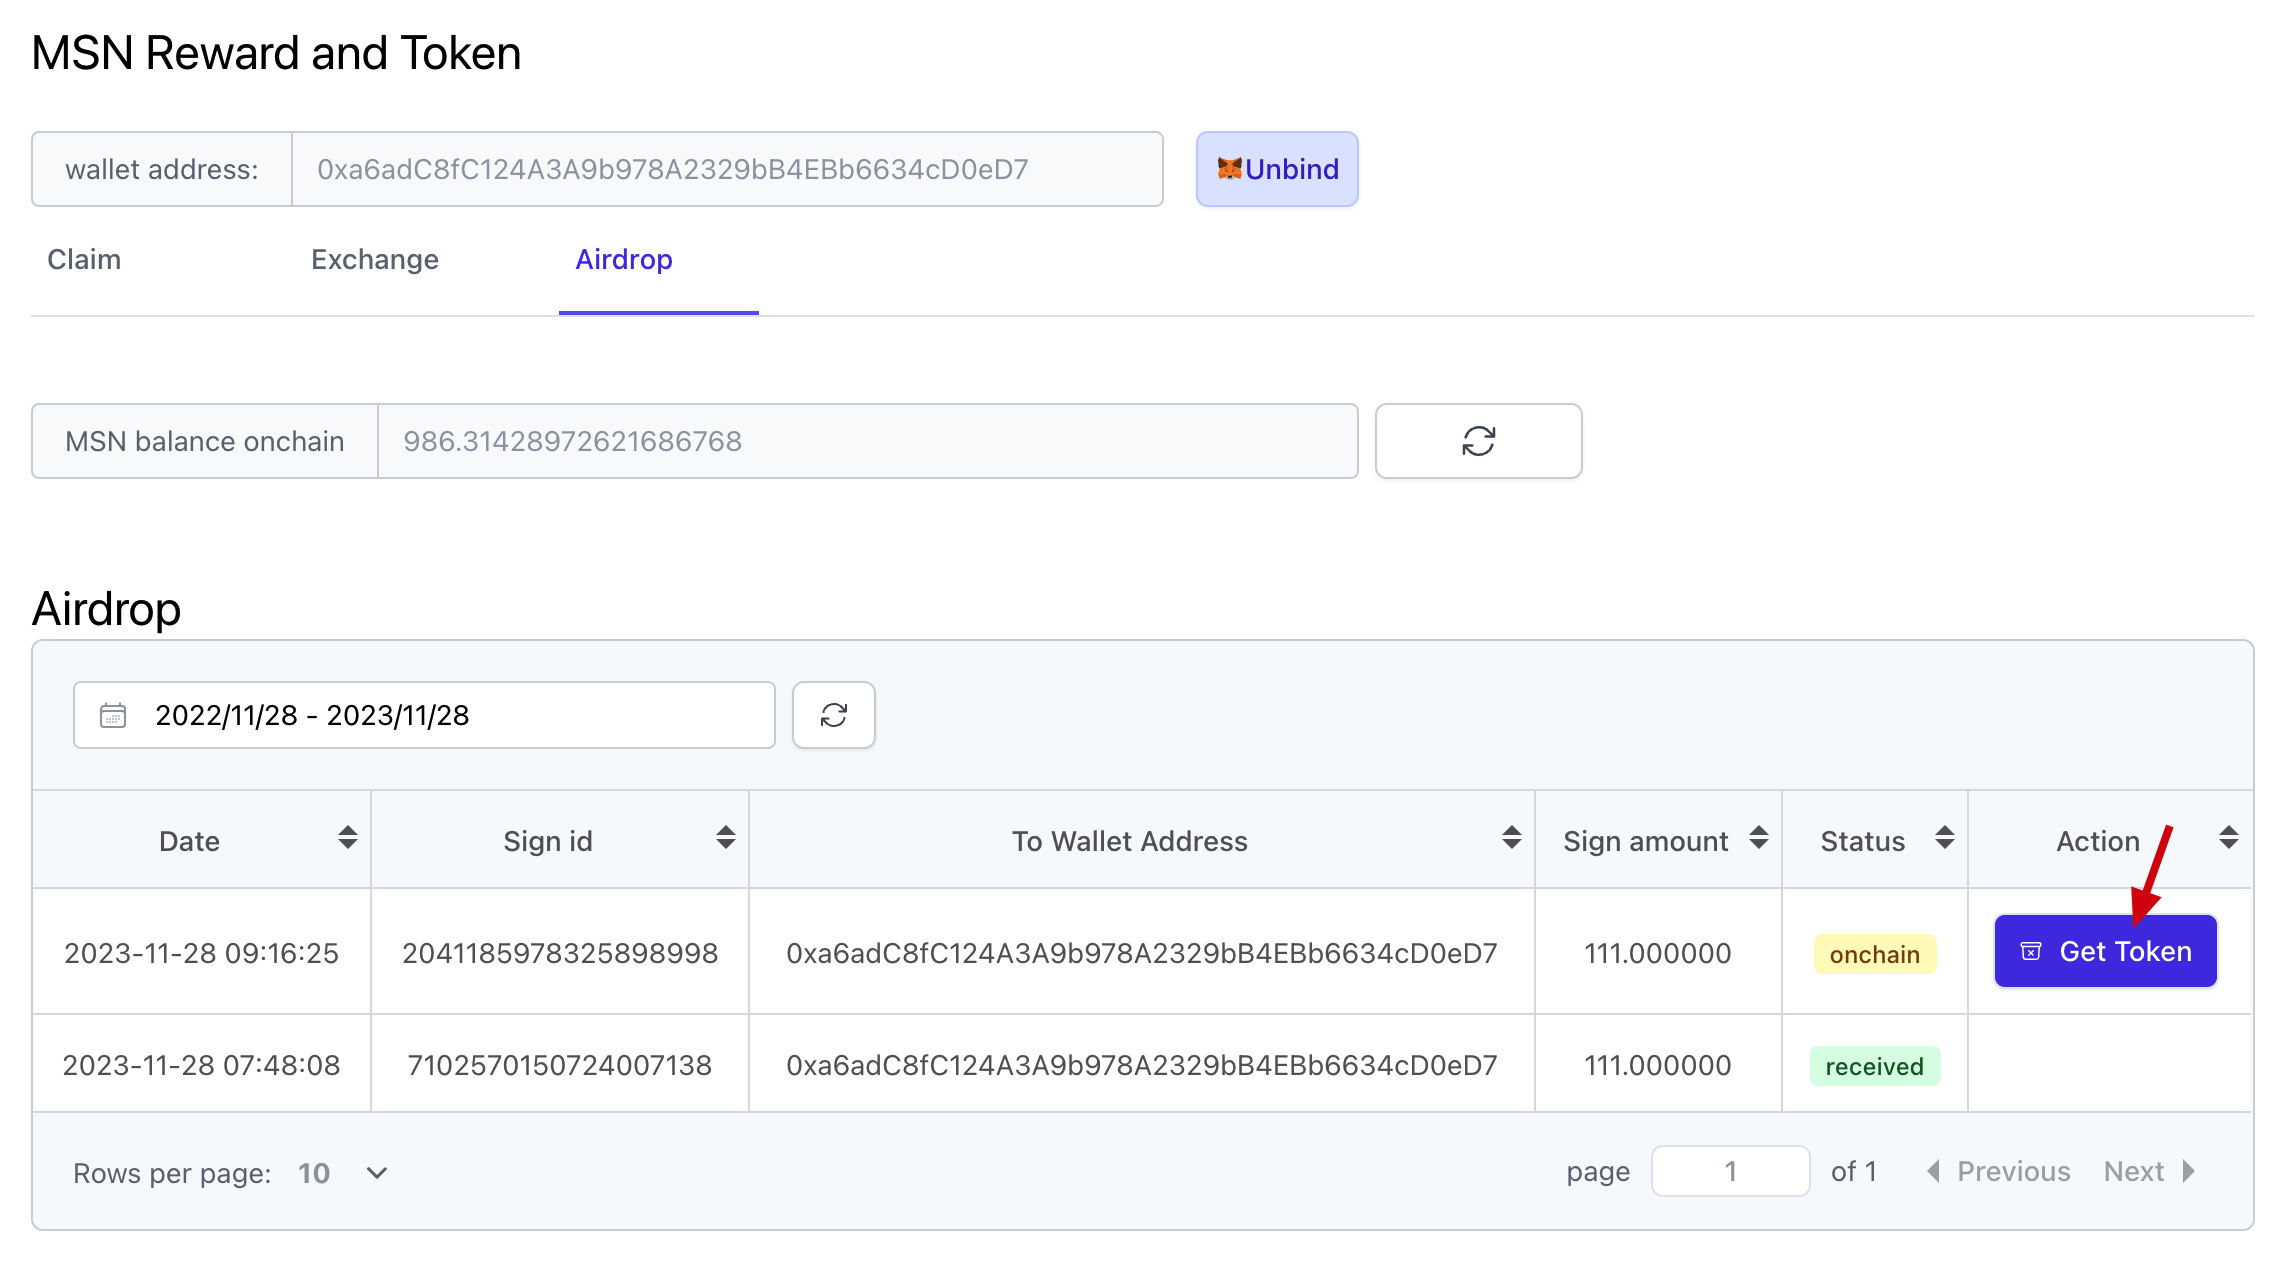 MSN Reward and Token
wallet address: 0xa6adC8fC124A3A9b978A2329bB4EBb6634cD0eD7 Unbind
Claim Exchange Airdrop
MSN balance onchain 986.31428972621686768
Airdrop
2022/11/28 - 2023/11/28
Date Sign id To Wallet Address Sign amount Status Action
2023-11-28 09:16:25 2041185978325898998 0xa6adC8fC124A3A9b978A2329bB4EBb6634cD0eD7 111.000000 onchain Get Token
2023-11-28 07:48:08 7102570150724007138 0xa6adC8fC124A3A9b978A2329bB4EBb6634cD0eD7 111.000000 received
Rows per page: 10 page 1 of 1 Previous Next